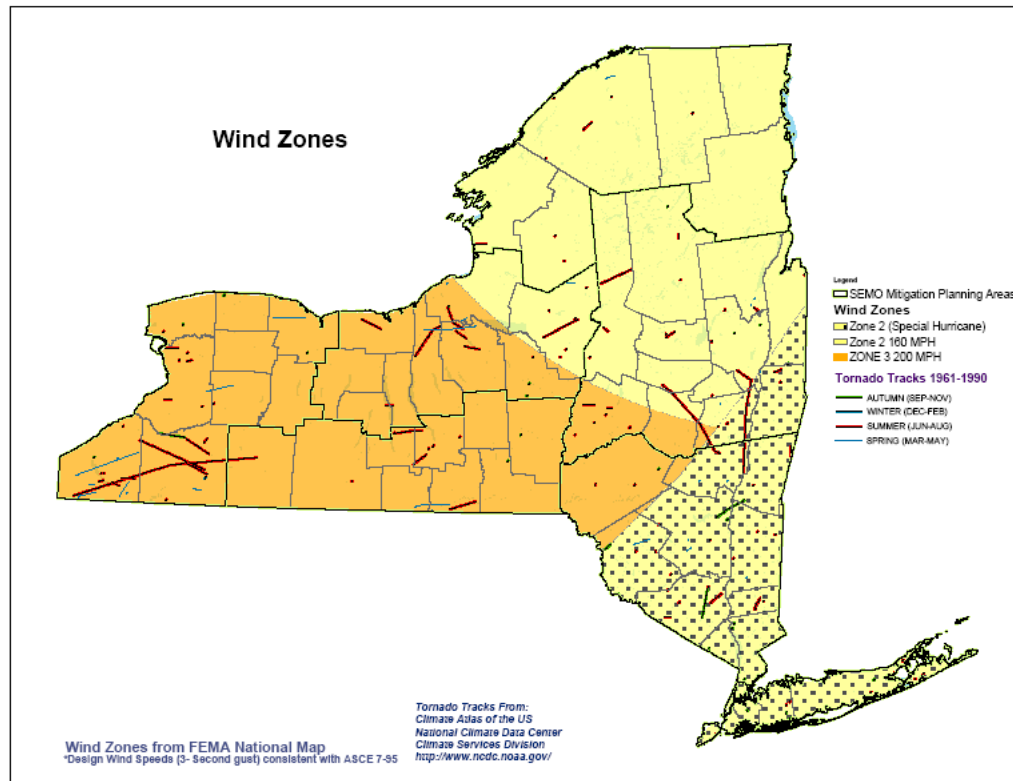 Wind Zones
Legend
SEMO Mitigation Planning Areas
Wind Zones
Zone 2 (Special Hurricane)
Zone 2 160 MPH
ZONE 3 200 MPH
Tornado Tracks 1961-1990
AUTUMN (SEP-NOV)
WINTER (DEC-FEB)
SUMMER (JUN-AUG)
SPRING (MAR-MAY)
Tornado Tracks From:
Climate Atlas of the US
National Climate Data Center
Climate Services Division
http://www.ncdc.noaa.gov/
Wind Zones from FEMA National Map
*Design Wind Speeds (3- Second gust) consistent with ASCE 7-95